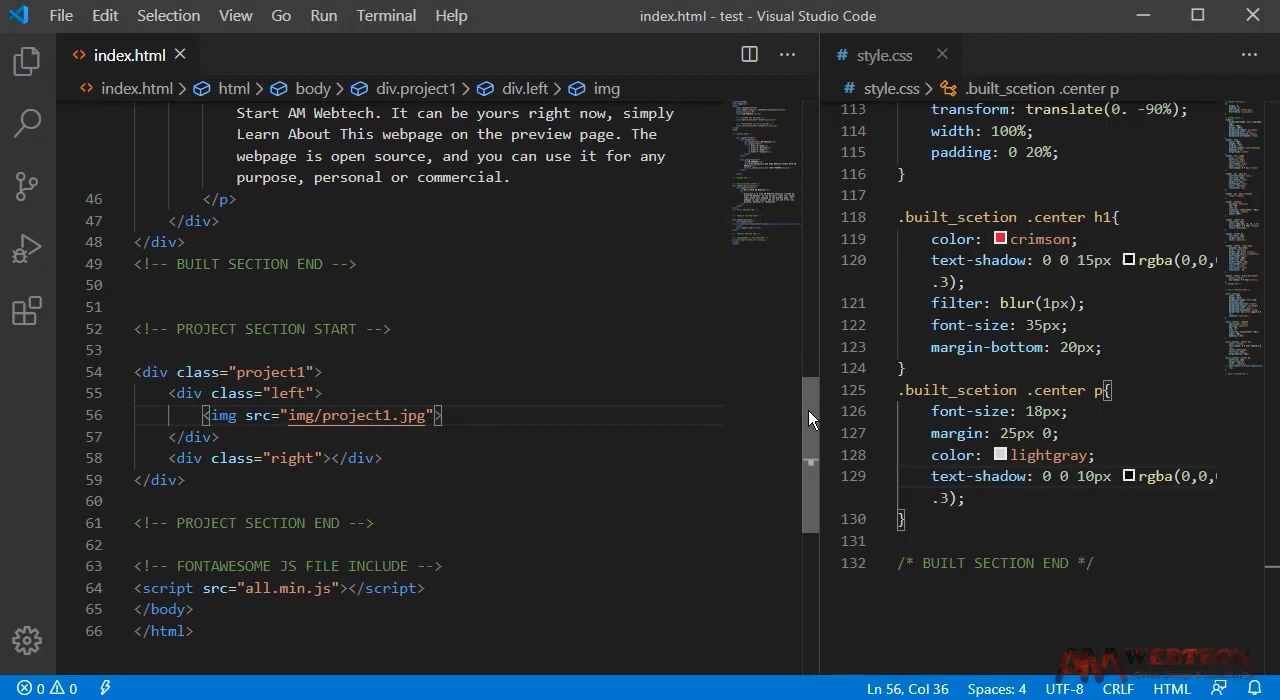 File Edit Selection View Go Run Terminal Help index.html - test - Visual Studio Code
index.html
index.html > html > body > div.project1 > div.left > img
Start AM Webtech. It can be yours right now, simply
Learn About This webpage on the preview page. The
webpage is open source, and you can use it for any
purpose, personal or commercial.
46 </p>
47 </div>
48 </div>
49 <!-- BUILT SECTION END -->
50
51
52 <!-- PROJECT SECTION START -->
53
54 <div class="project1">
55 <div class="left">
56 <img src="img/project1.jpg">
57 </div>
58 <div class="right"></div>
59 </div>
60
61 <!-- PROJECT SECTION END -->
62
63 <!-- FONTAWESOME JS FILE INCLUDE -->
64 <script src="all.min.js"></script>
65 </body>
66 </html>
# style.css
# style.css > .built_scetion .center p
113 transform: translate(0. -90%);
114 width: 100%;
115 padding: 0 20%;
116 }
117
118 .built_scetion .center h1{
119 color: crimson;
120 text-shadow: 0 0 15px rgba(0,0,
.3);
121 filter: blur(1px);
122 font-size: 35px;
123 margin-bottom: 20px;
124 }
125 .built_scetion .center p{
126 font-size: 18px;
127 margin: 25px 0;
128 color: lightgray;
129 text-shadow: 0 0 10px rgba(0,0,
.3);
130 }
131
132 /* BUILT SECTION END */
AM WEBTECH
0 0 Ln 56, Col 36 Spaces: 4 UTF-8 CRLF HTML